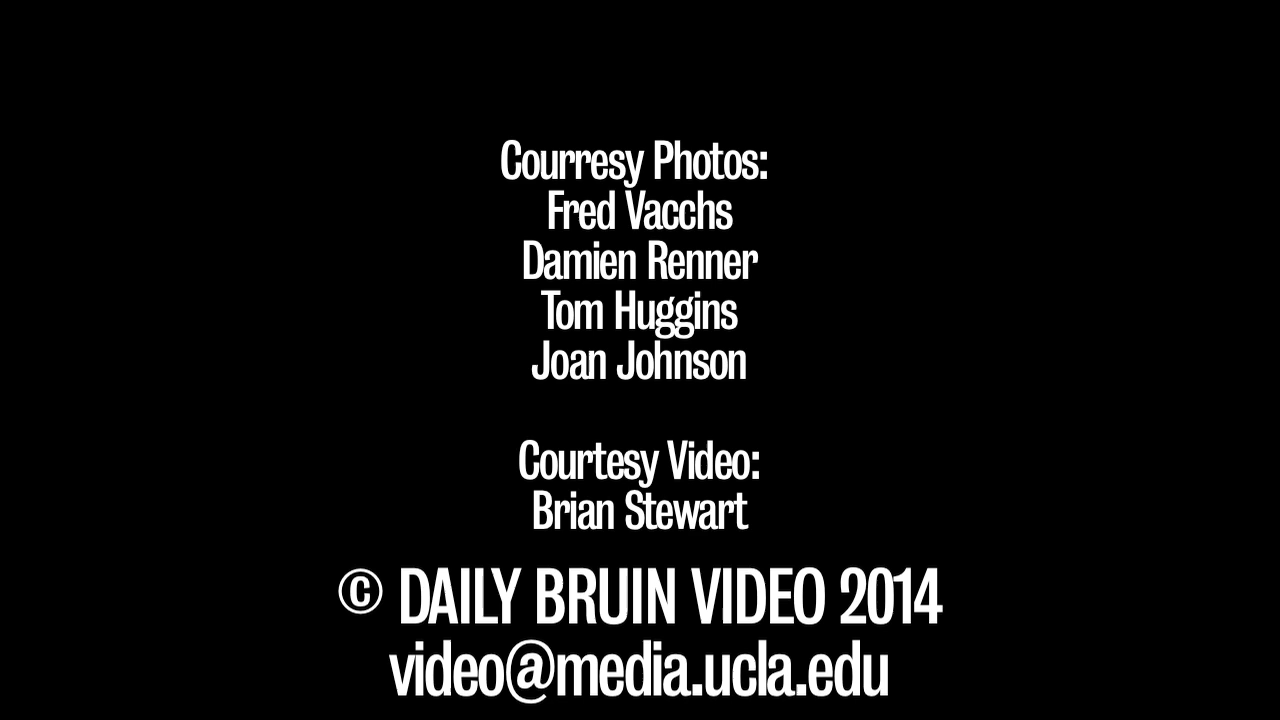 Courresy Photos:
Fred Vacchs
Damien Renner
Tom Huggins
Joan Johnson
Courtesy Video:
Brian Stewart
© DAILY BRUIN VIDEO 2014
video@media.ucla.edu